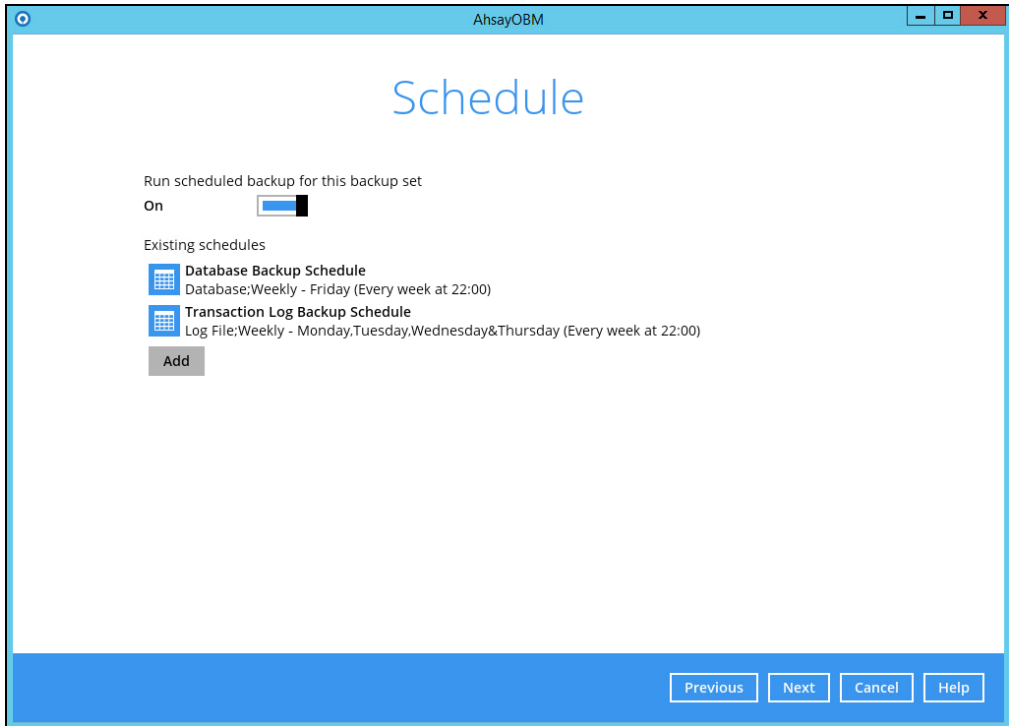 AhsayOBM
Schedule
Run scheduled backup for this backup set
On
Existing schedules
Database Backup Schedule
Database;Weekly - Friday (Every week at 22:00)
Transaction Log Backup Schedule
Log File;Weekly - Monday,Tuesday,Wednesday&Thursday (Every week at 22:00)
Add
Previous Next Cancel Help